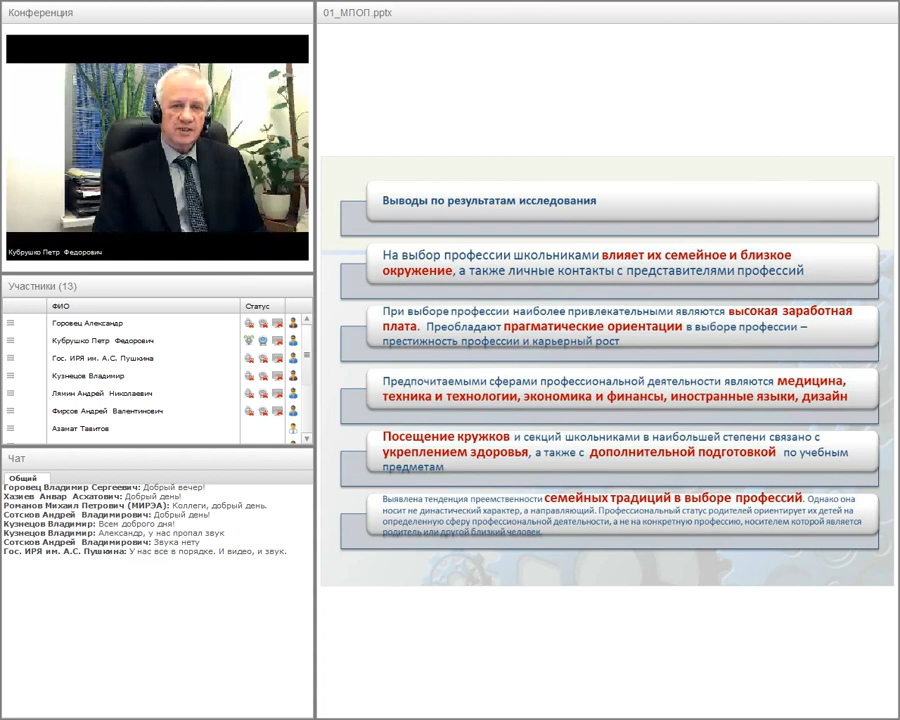 Конференция
Кубрушко Петр Федорович
Участники (13)
ФИО
Статус
Горовец Александр
Кубрушко Петр Федорович
Гос. ИРЯ им. А.С. Пушкина
Кузнецов Владимир
Лямин Андрей Николаевич
Фирсов Андрей Валентинович
Азамат Тавитов
Чат
Общий
Горовец Владимир Сергеевич: Добрый вечер!
Хазиев Анвар Асхатович: Добрый день!
Романов Михаил Петрович (МИРЭА): Коллеги, добрый день.
Сотсков Андрей Владимирович: Добрый день!
Кузнецов Владимир: Всем доброго дня!
Кузнецов Владимир: Александр, у нас пропал звук
Сотсков Андрей Владимирович: Звука нету
Гос. ИРЯ им. А.С. Пушкина: У нас все в порядке. И видео, и звук.
01_МПОП.pptx
Выводы по результатам исследования
На выбор профессии школьниками влияет их семейное и близкое
окружение, а также личные контакты с представителями профессий
При выборе профессии наиболее привлекательными являются высокая заработная
плата. Преобладают прагматические ориентации в выборе профессии –
престижность профессии и карьерный рост
Предпочитаемыми сферами профессиональной деятельности являются медицина,
техника и технологии, экономика и финансы, иностранные языки, дизайн
Посещение кружков и секций школьниками в наибольшей степени связано с
укреплением здоровья, а также с дополнительной подготовкой по учебным
предметам
Выявлена тенденция преемственности семейных традиций в выборе профессий. Однако она
носит не династический характер, а направляющий. Профессиональный статус родителей ориентирует их детей на
определенную сферу профессиональной деятельности, а не на конкретную профессию, носителем которой является
родитель или другой близкий человек.